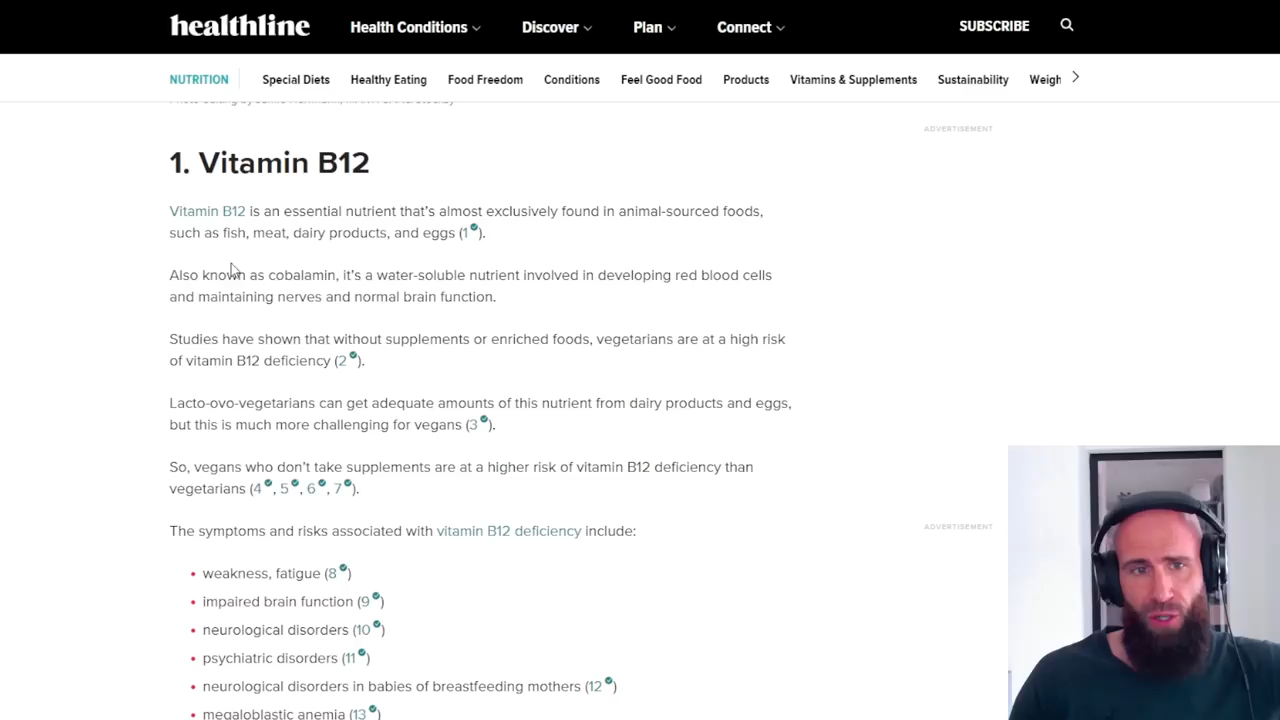 healthline
Health Conditions
Discover
Plan
Connect
SUBSCRIBE
NUTRITION
Special Diets
Healthy Eating
Food Freedom
Conditions
Feel Good Food
Products
Vitamins & Supplements
Sustainability
Weigh
ADVERTISEMENT
1. Vitamin B12
Vitamin B12 is an essential nutrient that's almost exclusively found in animal-sourced foods,
such as fish, meat, dairy products, and eggs (1).
Also known as cobalamin, it's a water-soluble nutrient involved in developing red blood cells
and maintaining nerves and normal brain function.
Studies have shown that without supplements or enriched foods, vegetarians are at a high risk
of vitamin B12 deficiency (2).
Lacto-ovo-vegetarians can get adequate amounts of this nutrient from dairy products and eggs,
but this is much more challenging for vegans (3).
So, vegans who don't take supplements are at a higher risk of vitamin B12 deficiency than
vegetarians (4, 5, 6, 7).
The symptoms and risks associated with vitamin B12 deficiency include:
ADVERTISEMENT
• weakness, fatigue (8)
• impaired brain function (9)
• neurological disorders (10)
• psychiatric disorders (11)
• neurological disorders in babies of breastfeeding mothers (12)
• megaloblastic anemia (13)